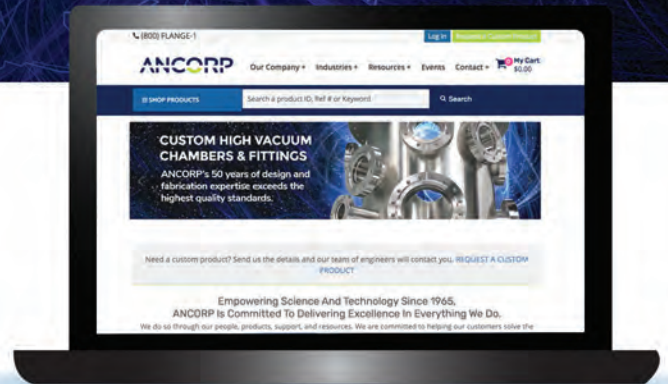 (800) FLANGE-1
Log In
Request a Custom Product
ANCORP
Our Company + Industries + Resources + Events Contact + 0 My Cart
$0.00
SHOP PRODUCTS
Search a product ID, Ref # or Keyword
Search
CUSTOM HIGH VACUUM
CHAMBERS & FITTINGS
ANCORP's 50 years of design and
fabrication expertise exceeds the
highest quality standards.
Need a custom product? Send us the details and our team of engineers will contact you. REQUEST A CUSTOM
PRODUCT
Empowering Science And Technology Since 1965,
ANCORP Is Committed To Delivering Excellence In Everything We Do.
We do so through our people, products, support, and resources. We are committed to helping our customers solve the